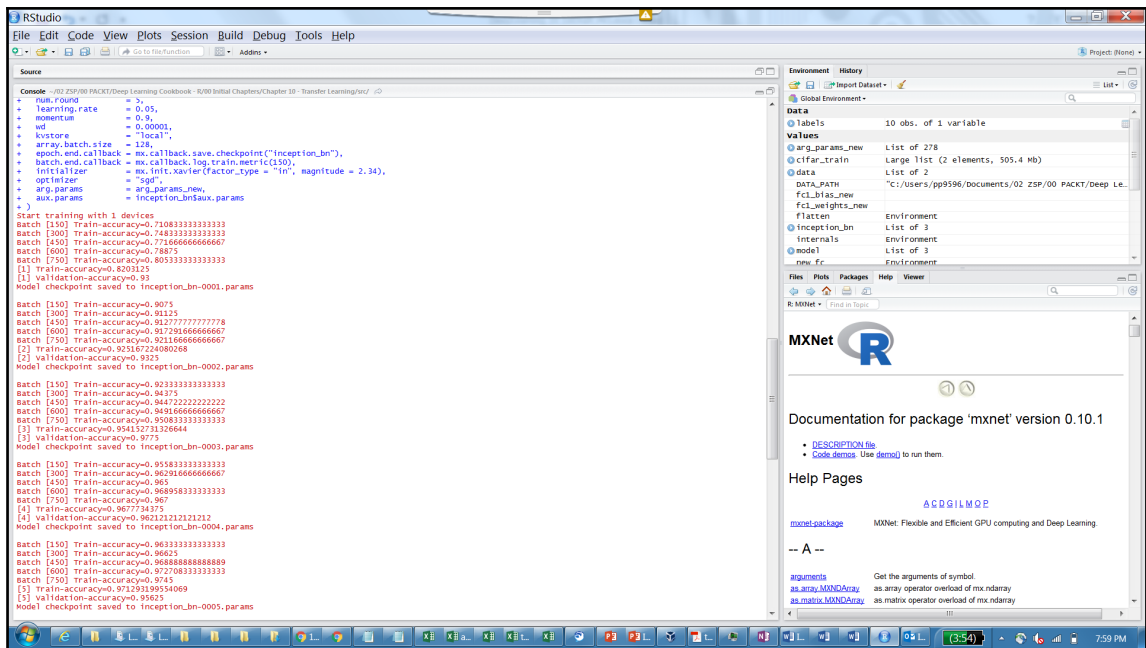 RStudio
File Edit Code View Plots Session Build Debug Tools Help
Go to file/function Addins
Project: (None)
Source
Console ~/02 ZSP/00 PACKT/Deep Learning Cookbook - R/00 Initial Chapters/Chapter 10 - Transfer Learning/src/
+ num.round = 5,
+ learning.rate = 0.05,
+ momentum = 0.9,
+ wd = 0.00001,
+ kvstore = "local",
+ array.batch.size = 128,
+ epoch.end.callback = mx.callback.save.checkpoint("inception_bn"),
+ batch.end.callback = mx.callback.log.train.metric(150),
+ initializer = mx.init.Xavier(factor_type = "in", magnitude = 2.34),
+ optimizer = "sgd",
+ arg.params = arg_params_new,
+ aux.params = inception_bn$aux.params
+ )
Start training with 1 devices
Batch [150] Train-accuracy=0.710833333333333
Batch [300] Train-accuracy=0.748333333333333
Batch [450] Train-accuracy=0.771666666666667
Batch [600] Train-accuracy=0.78875
Batch [750] Train-accuracy=0.805333333333333
[1] Train-accuracy=0.8203125
[1] Validation-accuracy=0.93
Model checkpoint saved to inception_bn-0001.params
Batch [150] Train-accuracy=0.9075
Batch [300] Train-accuracy=0.91125
Batch [450] Train-accuracy=0.912777777777778
Batch [600] Train-accuracy=0.917291666666667
Batch [750] Train-accuracy=0.921166666666667
[2] Train-accuracy=0.925167224080268
[2] Validation-accuracy=0.9325
Model checkpoint saved to inception_bn-0002.params
Batch [150] Train-accuracy=0.923333333333333
Batch [300] Train-accuracy=0.94375
Batch [450] Train-accuracy=0.944722222222222
Batch [600] Train-accuracy=0.949166666666667
Batch [750] Train-accuracy=0.950833333333333
[3] Train-accuracy=0.954152731326644
[3] Validation-accuracy=0.9775
Model checkpoint saved to inception_bn-0003.params
Batch [150] Train-accuracy=0.955833333333333
Batch [300] Train-accuracy=0.962916666666667
Batch [450] Train-accuracy=0.965
Batch [600] Train-accuracy=0.968958333333333
Batch [750] Train-accuracy=0.967
[4] Train-accuracy=0.9677734375
[4] Validation-accuracy=0.962121212121212
Model checkpoint saved to inception_bn-0004.params
Batch [150] Train-accuracy=0.963333333333333
Batch [300] Train-accuracy=0.96625
Batch [450] Train-accuracy=0.968888888888889
Batch [600] Train-accuracy=0.972708333333333
Batch [750] Train-accuracy=0.9745
[5] Train-accuracy=0.971293199554069
[5] Validation-accuracy=0.95625
Model checkpoint saved to inception_bn-0005.params
Environment History
Import Dataset List
Global Environment
Data
labels 10 obs. of 1 variable
Values
arg_params_new List of 278
cifar_train Large list (2 elements, 505.4 Mb)
data List of 2
DATA_PATH "C:/Users/pp9596/Documents/02 ZSP/00 PACKT/Deep Le…
fc1_bias_new
fc1_weights_new
flatten Environment
inception_bn List of 3
internals Environment
model List of 3
new_fc Environment
Files Plots Packages Help Viewer
R: MXNet Find in Topic
MXNet R
Documentation for package 'mxnet' version 0.10.1
DESCRIPTION file.
Code demos. Use demo() to run them.
Help Pages
A C D G I L M O P
mxnet-package MXNet: Flexible and Efficient GPU computing and Deep Learning.
-- A --
arguments Get the arguments of symbol.
as.array.MXNDArray as.array operator overload of mx.ndarray
as.matrix.MXNDArray as.matrix operator overload of mx.ndarray
(3:54) 7:59 PM